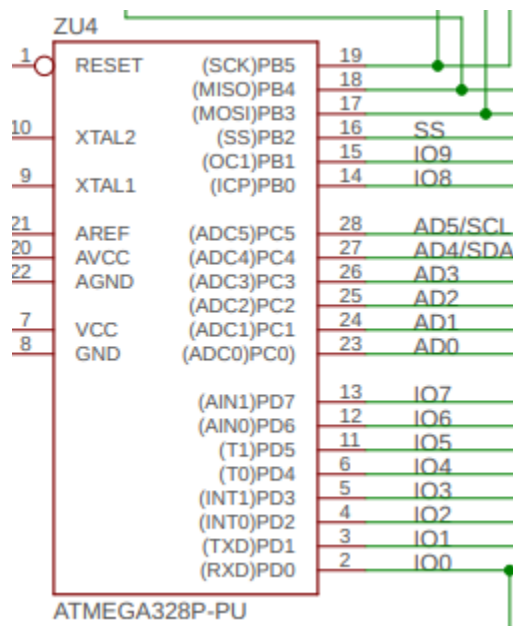 ZU4
1 RESET (SCK)PB5 19
(MISO)PB4 18
(MOSI)PB3 17
10 XTAL2 (SS)PB2 16 SS
(OC1)PB1 15 IO9
9 XTAL1 (ICP)PB0 14 IO8
21 AREF (ADC5)PC5 28 AD5/SCL
20 AVCC (ADC4)PC4 27 AD4/SDA
22 AGND (ADC3)PC3 26 AD3
(ADC2)PC2 25 AD2
7 VCC (ADC1)PC1 24 AD1
8 GND (ADC0)PC0) 23 AD0
(AIN1)PD7 13 IO7
(AIN0)PD6 12 IO6
(T1)PD5 11 IO5
(T0)PD4 6 IO4
(INT1)PD3 5 IO3
(INT0)PD2 4 IO2
(TXD)PD1 3 IO1
(RXD)PD0 2 IO0
ATMEGA328P-PU